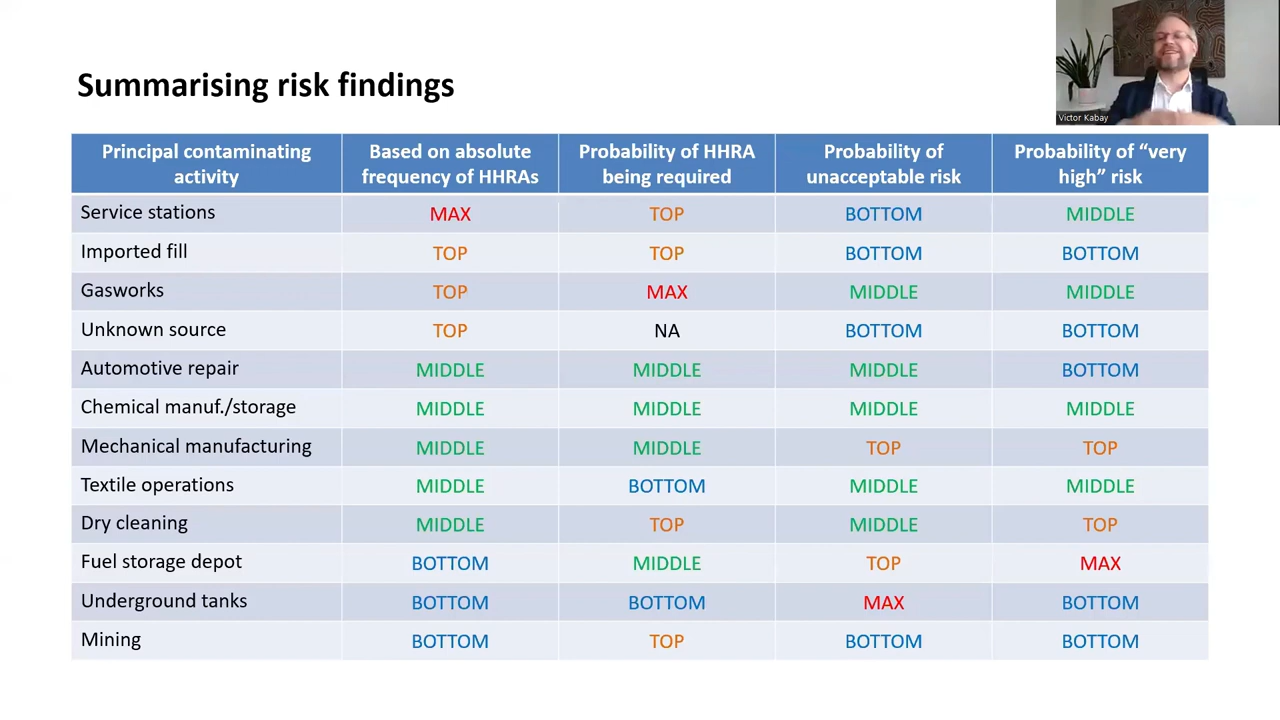 Victor Kabay
Summarising risk findings
Principal contaminating activity | Based on absolute frequency of HHRAs | Probability of HHRA being required | Probability of unacceptable risk | Probability of “very high” risk
Service stations | MAX | TOP | BOTTOM | MIDDLE
Imported fill | TOP | TOP | BOTTOM | BOTTOM
Gasworks | TOP | MAX | MIDDLE | MIDDLE
Unknown source | TOP | NA | BOTTOM | BOTTOM
Automotive repair | MIDDLE | MIDDLE | MIDDLE | BOTTOM
Chemical manuf./storage | MIDDLE | MIDDLE | MIDDLE | MIDDLE
Mechanical manufacturing | MIDDLE | MIDDLE | TOP | TOP
Textile operations | MIDDLE | BOTTOM | MIDDLE | MIDDLE
Dry cleaning | MIDDLE | TOP | MIDDLE | TOP
Fuel storage depot | BOTTOM | MIDDLE | TOP | MAX
Underground tanks | BOTTOM | BOTTOM | MAX | BOTTOM
Mining | BOTTOM | TOP | BOTTOM | BOTTOM